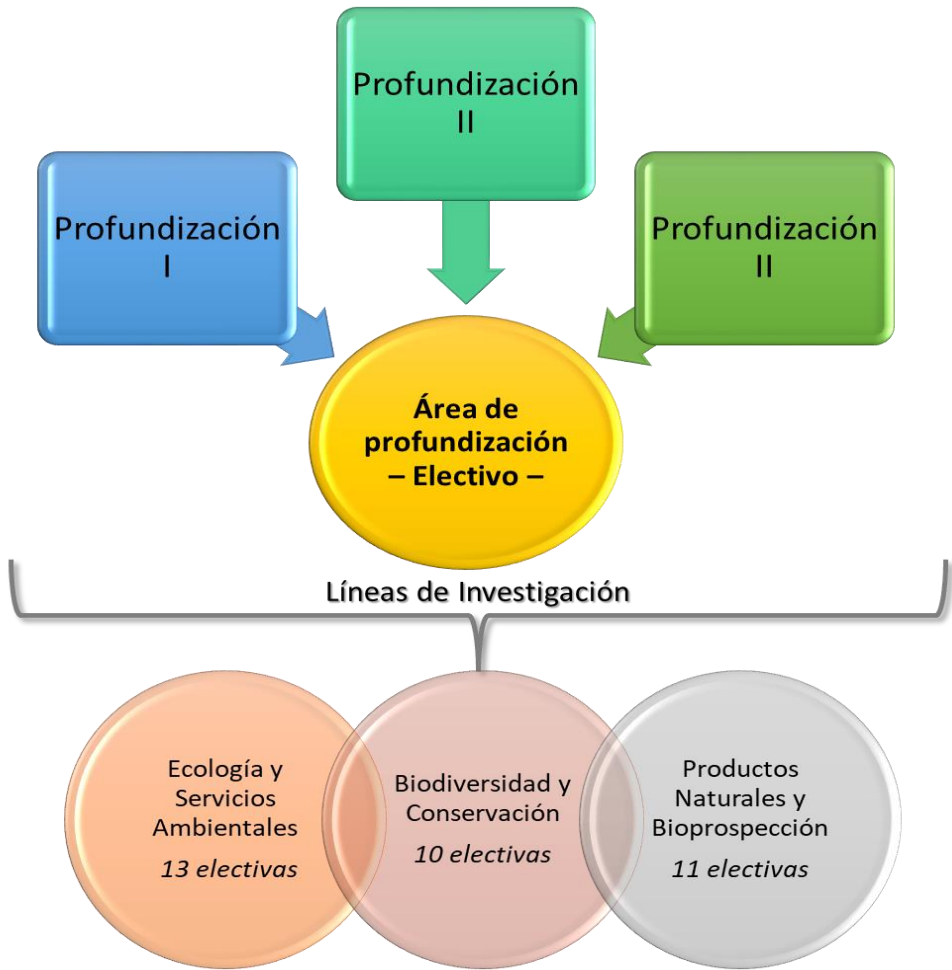 Profundización
I
Profundización
II
Profundización
II
Área de
profundización
– Electivo –
Líneas de Investigación
Ecología y
Servicios
Ambientales
13 electivas
Biodiversidad y
Conservación
10 electivas
Productos
Naturales y
Bioprospección
11 electivas